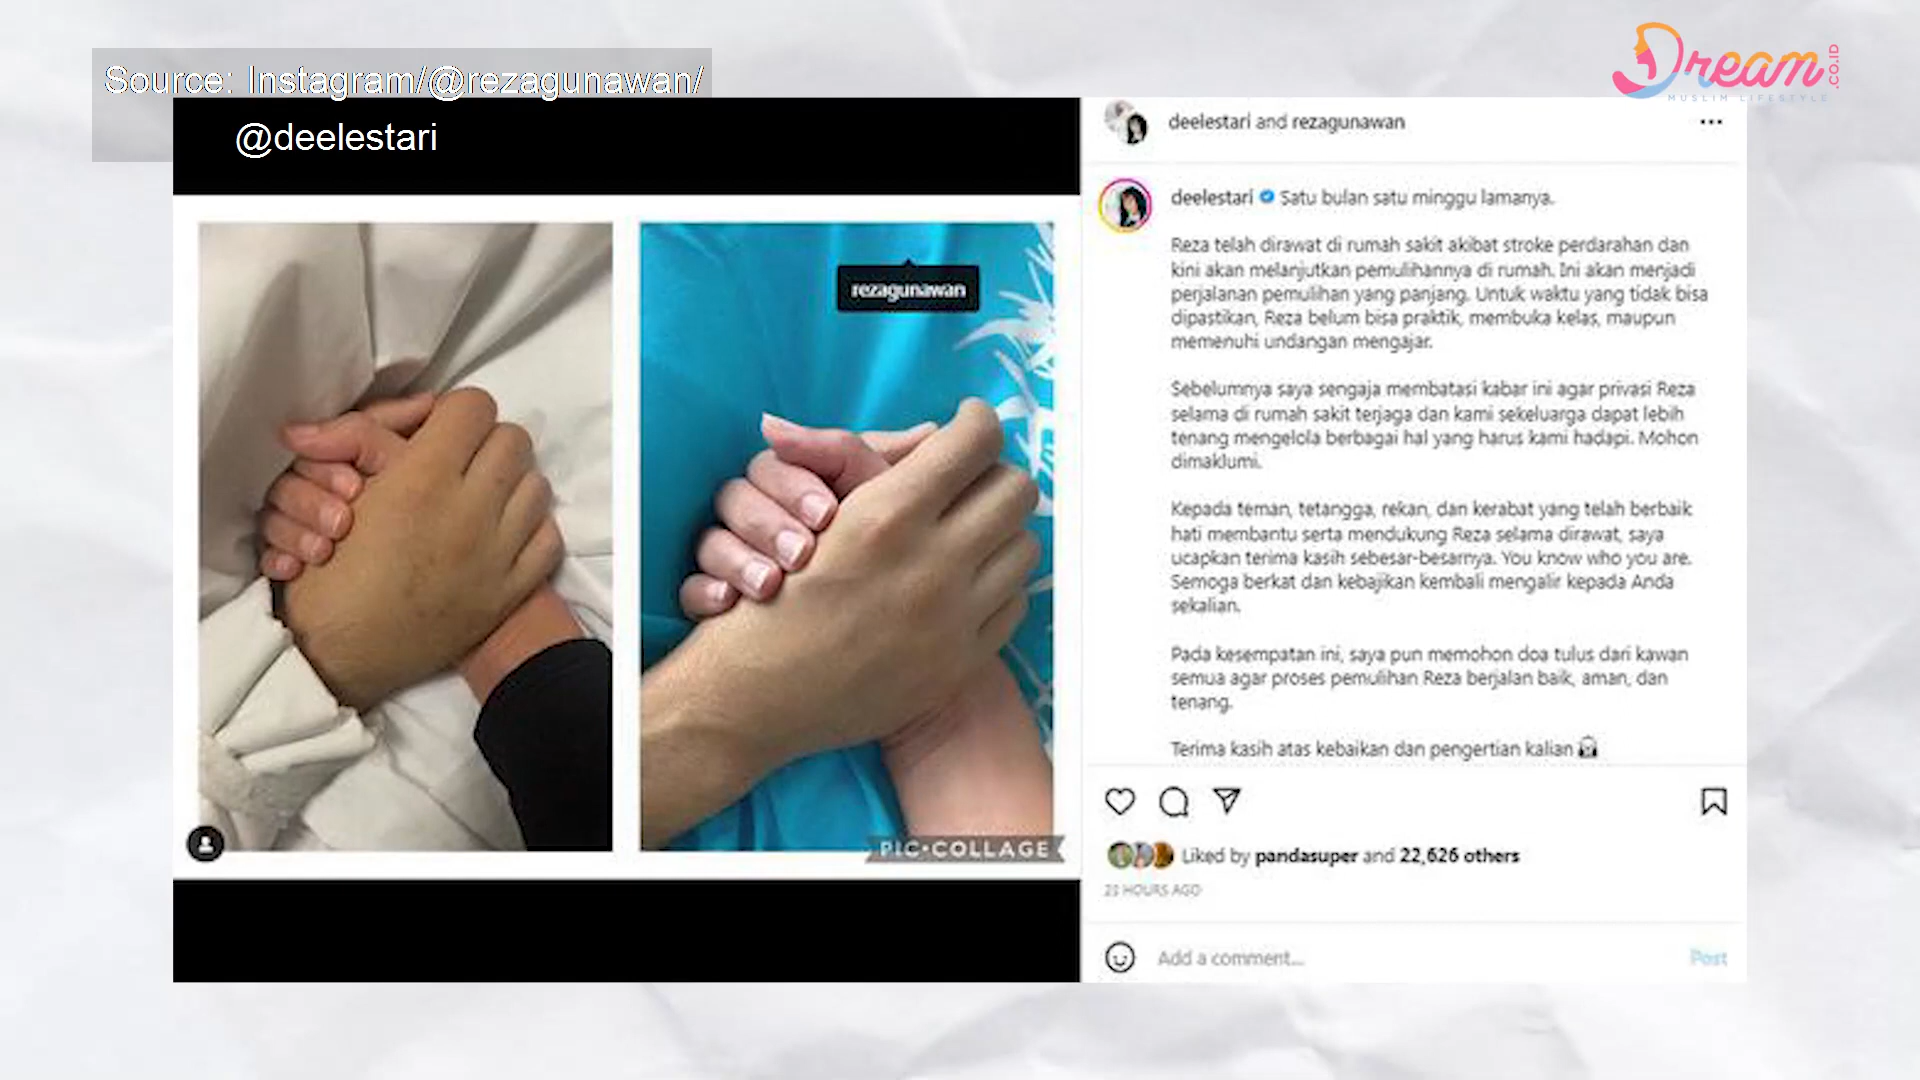 Source: Instagram/@rezagunawan/
@deelestari
Dream
.CO.ID
MUSLIM LIFESTYLE
rezagunawan
PIC•COLLAGE
deelestari and rezagunawan
deelestari Satu bulan satu minggu lamanya.
Reza telah dirawat di rumah sakit akibat stroke perdarahan dan
kini akan melanjutkan pemulihannya di rumah. Ini akan menjadi
perjalanan pemulihan yang panjang. Untuk waktu yang tidak bisa
dipastikan, Reza belum bisa praktik, membuka kelas, maupun
memenuhi undangan mengajar.
Sebelumnya saya sengaja membatasi kabar ini agar privasi Reza
selama di rumah sakit terjaga dan kami sekeluarga dapat lebih
tenang mengelola berbagai hal yang harus kami hadapi. Mohon
dimaklumi.
Kepada teman, tetangga, rekan, dan kerabat yang telah berbaik
hati membantu serta mendukung Reza selama dirawat, saya
ucapkan terima kasih sebesar-besarnya. You know who you are.
Semoga berkat dan kebajikan kembali mengalir kepada Anda
sekalian.
Pada kesempatan ini, saya pun memohon doa tulus dari kawan
semua agar proses pemulihan Reza berjalan baik, aman, dan
tenang.
Terima kasih atas kebaikan dan pengertian kalian
Liked by pandasuper and 22,626 others
HOURS AGO
Add a comment...
Post